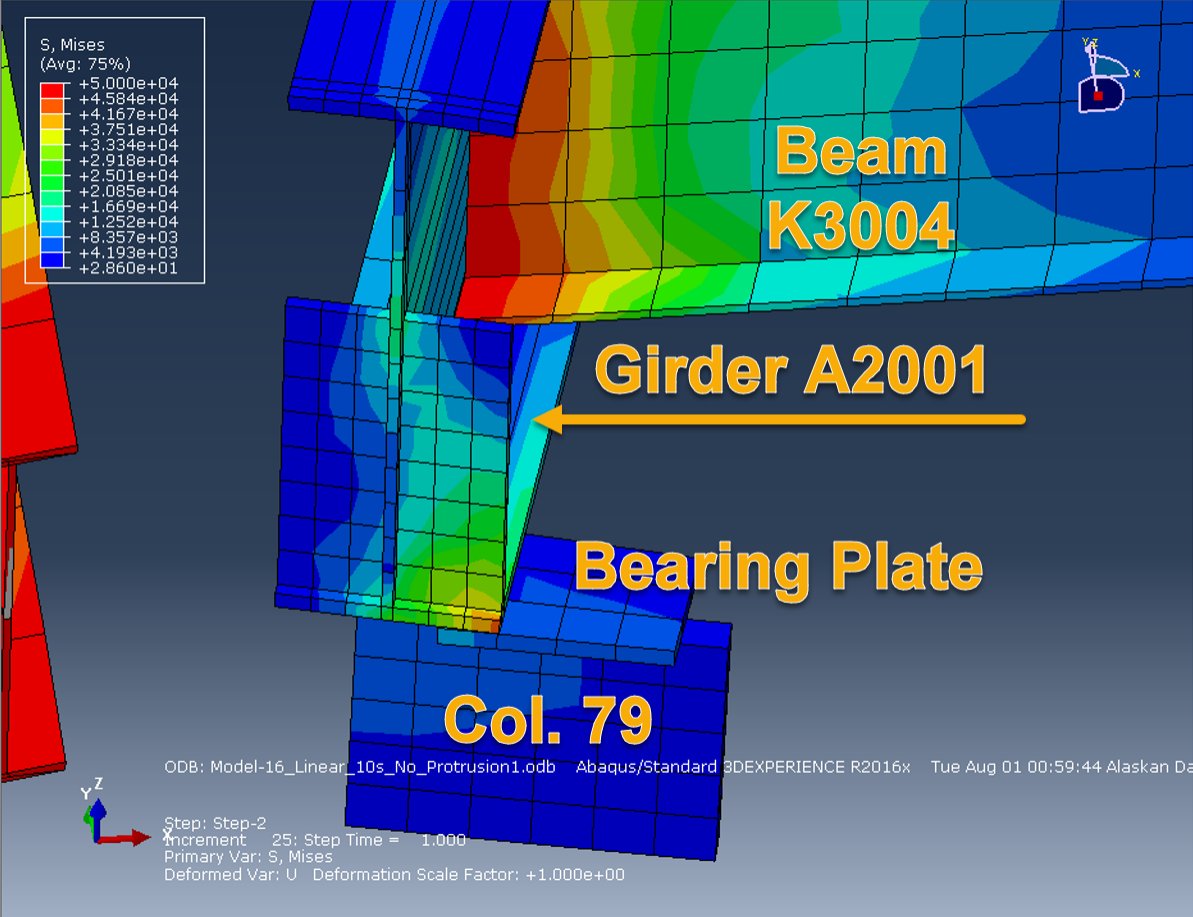 S, Mises
(Avg: 75%)
+5.000e+04
+4.584e+04
+4.167e+04
+3.751e+04
+3.334e+04
+2.918e+04
+2.501e+04
+2.085e+04
+1.669e+04
+1.252e+04
+8.357e+03
+4.193e+03
+2.860e+01
Y Z
X
Beam
K3004
Girder A2001
Bearing Plate
Col. 79
ODB: Model-16_Linear_10s_No_Protrusion1.odb Abaqus/Standard 3DEXPERIENCE R2016x Tue Aug 01 00:59:44 Alaskan Da
Z
Y
X
Step: Step-2
Increment 25: Step Time = 1.000
Primary Var: S, Mises
Deformed Var: U Deformation Scale Factor: +1.000e+00